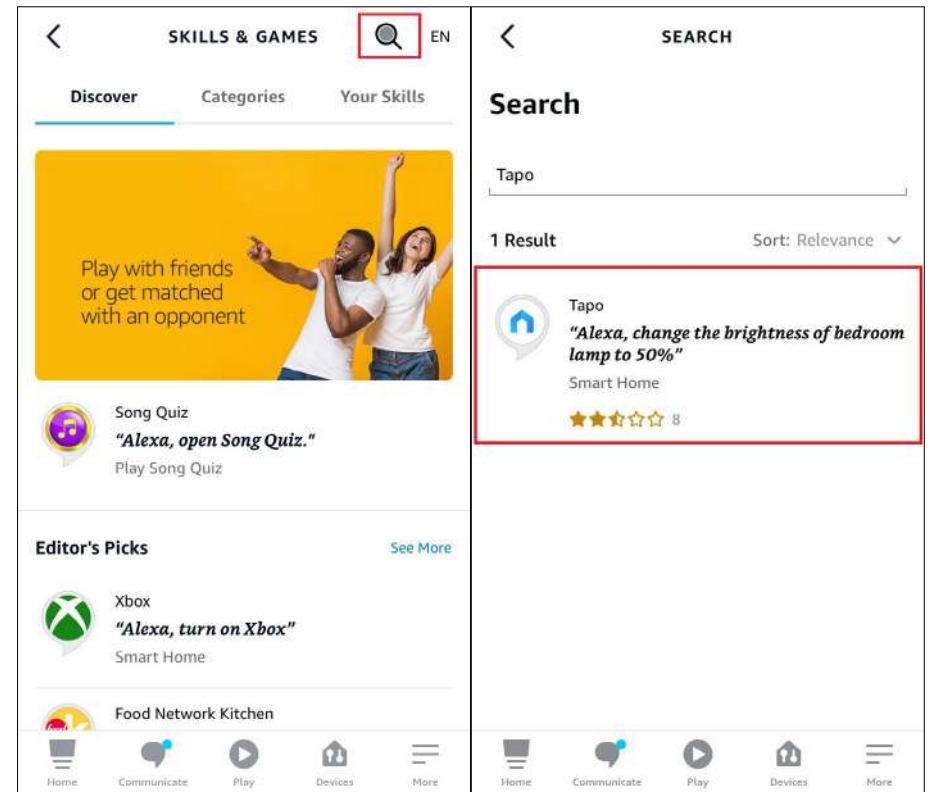 SKILLS & GAMES
EN
Discover
Categories
Your Skills
Play with friends
or get matched
with an opponent
Song Quiz
“Alexa, open Song Quiz."
Play Song Quiz
Editor's Picks
See More
Xbox
“Alexa, turn on Xbox”
Smart Home
Food Network Kitchen
Home
Communicate
Play
Devices
More
SEARCH
Search
Tapo
1 Result
Sort: Relevance
Tapo
“Alexa, change the brightness of bedroom
lamp to 50%”
Smart Home
8
Home
Communicate
Play
Devices
More